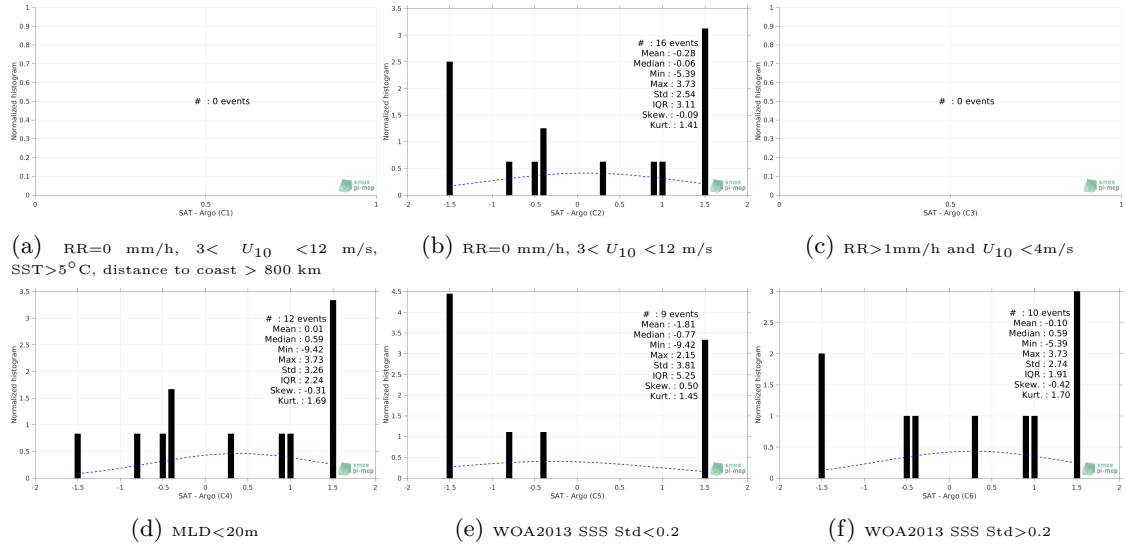 1
0.9
0.8
0.7
0.6
0.5
0.4
0.3
0.2
0.1
0
Normalized histogram
# : 0 events
smos
pi-mep
0 0.5 1
SAT - Argo (C1)
3.5
3
2.5
2
1.5
1
0.5
0
Normalized histogram
# : 16 events
Mean : -0.28
Median : -0.06
Min : -5.39
Max : 3.73
Std : 2.54
IQR : 3.11
Skew. : -0.09
Kurt. : 1.41
smos
pi-mep
-2 -1.5 -1 -0.5 0 0.5 1 1.5 2
SAT - Argo (C2)
1
0.9
0.8
0.7
0.6
0.5
0.4
0.3
0.2
0.1
0
Normalized histogram
# : 0 events
smos
pi-mep
0 0.5 1
SAT - Argo (C3)
(a) RR=0 mm/h, 3< U10 <12 m/s,
SST>5°C, distance to coast > 800 km
(b) RR=0 mm/h, 3< U10 <12 m/s
(c) RR>1mm/h and U10 <4m/s
3.5
3
2.5
2
1.5
1
0.5
0
Normalized histogram
# : 12 events
Mean : 0.01
Median : 0.59
Min : -9.42
Max : 3.73
Std : 3.26
IQR : 2.24
Skew. : -0.31
Kurt. : 1.69
smos
pi-mep
-2 -1.5 -1 -0.5 0 0.5 1 1.5 2
SAT - Argo (C4)
4.5
4
3.5
3
2.5
2
1.5
1
0.5
0
Normalized histogram
# : 9 events
Mean : -1.81
Median : -0.77
Min : -9.42
Max : 2.15
Std : 3.81
IQR : 5.25
Skew. : 0.50
Kurt. : 1.45
smos
pi-mep
-2 -1.5 -1 -0.5 0 0.5 1 1.5 2
SAT - Argo (C5)
3
2.5
2
1.5
1
0.5
0
Normalized histogram
# : 10 events
Mean : -0.10
Median : 0.59
Min : -5.39
Max : 3.73
Std : 2.74
IQR : 1.91
Skew. : -0.42
Kurt. : 1.70
smos
pi-mep
-2 -1.5 -1 -0.5 0 0.5 1 1.5 2
SAT - Argo (C6)
(d) MLD<20m
(e) WOA2013 SSS Std<0.2
(f) WOA2013 SSS Std>0.2